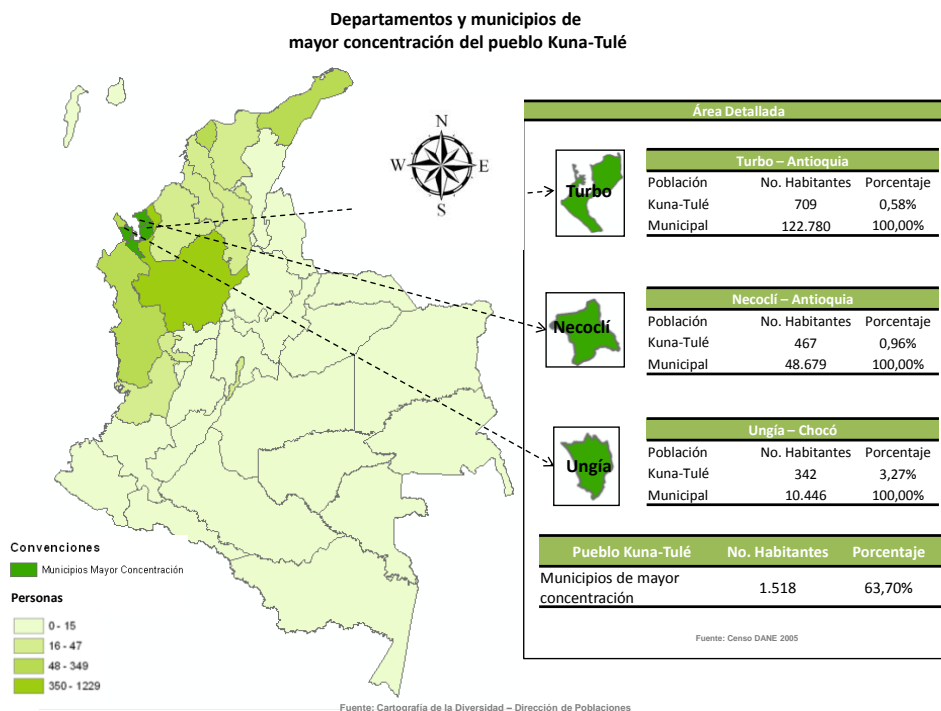 Departamentos y municipios de
mayor concentración del pueblo Kuna-Tulé
N
W E
S
Área Detallada
Turbo
Turbo – Antioquia
Población No. Habitantes Porcentaje
Kuna-Tulé 709 0,58%
Municipal 122.780 100,00%
Necoclí
Necoclí – Antioquia
Población No. Habitantes Porcentaje
Kuna-Tulé 467 0,96%
Municipal 48.679 100,00%
Ungía
Ungía – Chocó
Población No. Habitantes Porcentaje
Kuna-Tulé 342 3,27%
Municipal 10.446 100,00%
Pueblo Kuna-Tulé No. Habitantes Porcentaje
Municipios de mayor
concentración 1.518 63,70%
Fuente: Censo DANE 2005
Convenciones
Municipios Mayor Concentración
Personas
0 - 15
16 - 47
48 - 349
350 - 1229
Fuente: Cartografía de la Diversidad – Dirección de Poblaciones